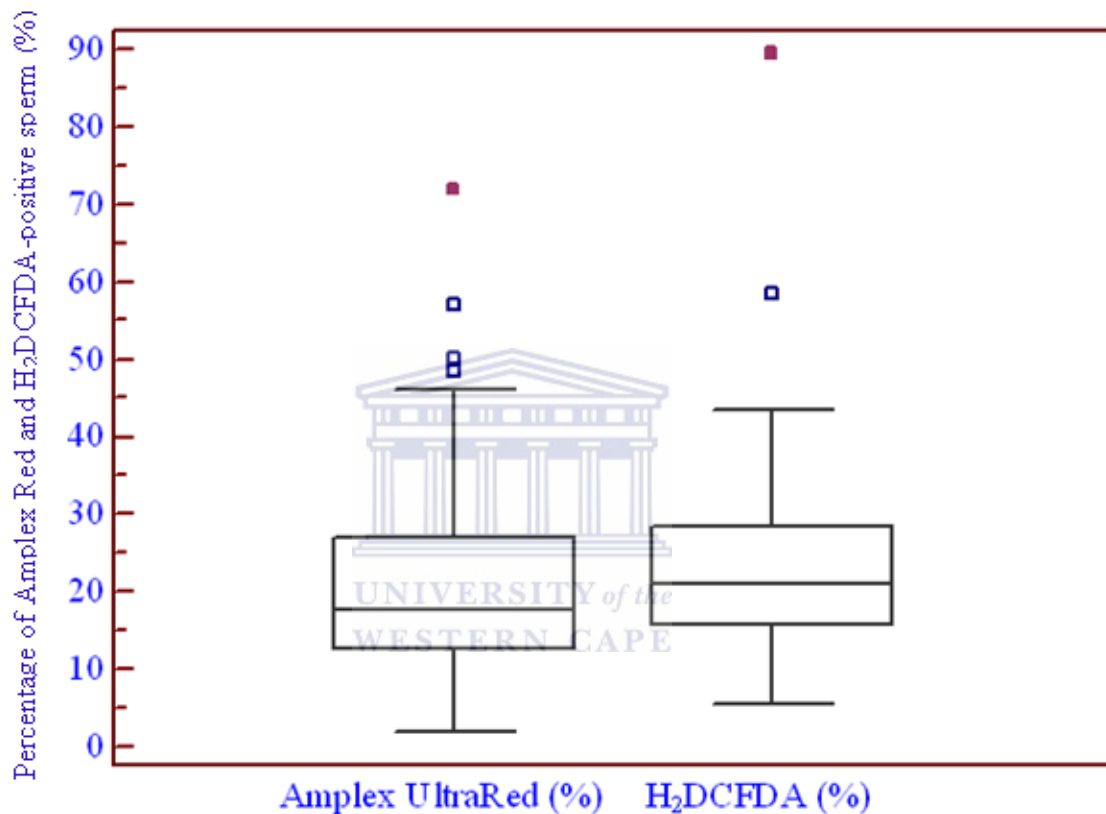 Percentage of Amplex Red and H₂DCFDA-positive sperm (%)
90
80
70
60
50
40
30
20
10
0
UNIVERSITY of the
WESTERN CAPE
Amplex UltraRed (%)
H₂DCFDA (%)